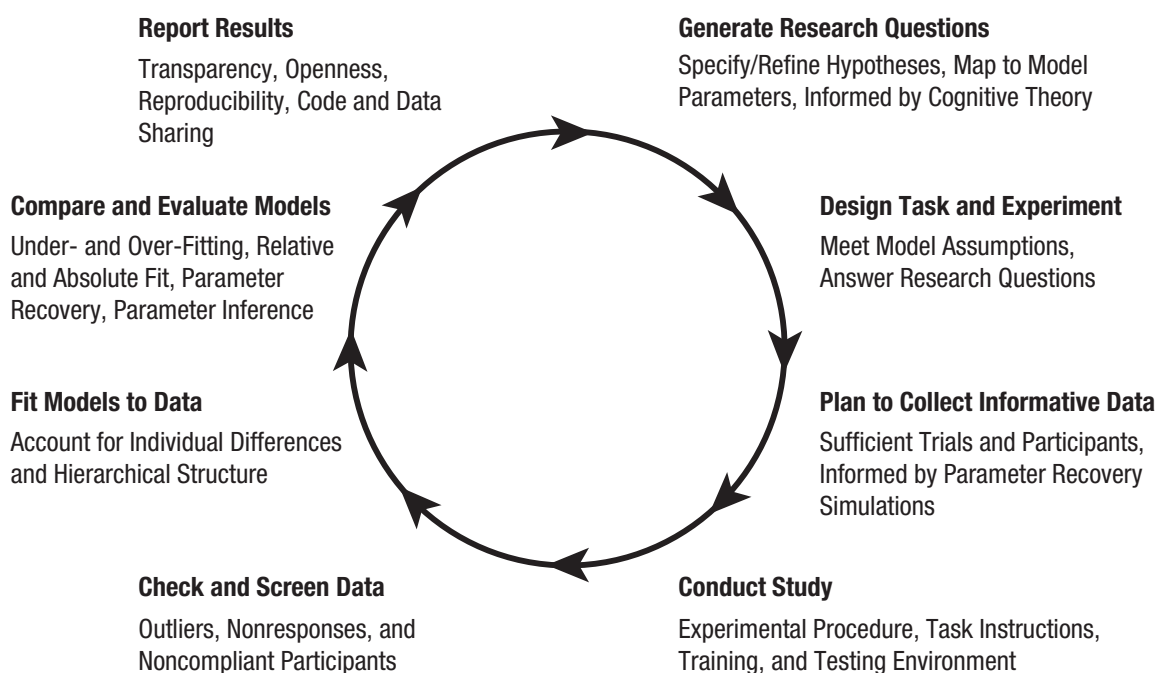 Report Results
Transparency, Openness,
Reproducibility, Code and Data
Sharing
Generate Research Questions
Specify/Refine Hypotheses, Map to Model
Parameters, Informed by Cognitive Theory
Compare and Evaluate Models
Under- and Over-Fitting, Relative
and Absolute Fit, Parameter
Recovery, Parameter Inference
Design Task and Experiment
Meet Model Assumptions,
Answer Research Questions
Fit Models to Data
Account for Individual Differences
and Hierarchical Structure
Plan to Collect Informative Data
Sufficient Trials and Participants,
Informed by Parameter Recovery
Simulations
Check and Screen Data
Outliers, Nonresponses, and
Noncompliant Participants
Conduct Study
Experimental Procedure, Task Instructions,
Training, and Testing Environment